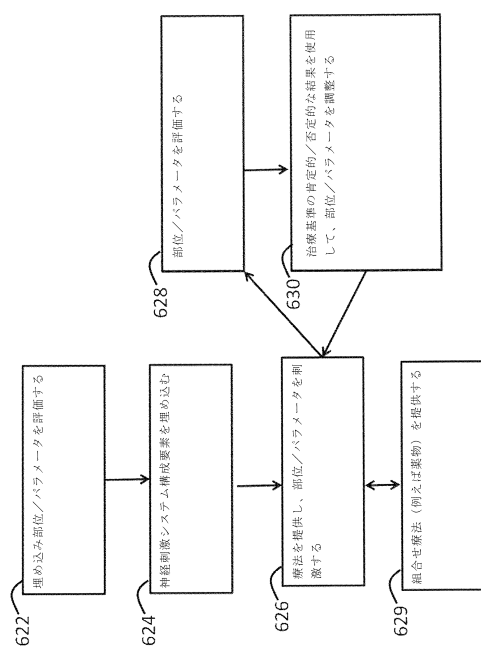 622
埋め込み部位/パラメータを評価する
624
神経刺激システム構成要素を埋め込む
626
療法を提供し、部位/パラメータを刺
激する
629
組合せ療法(例えば薬物)を提供する
628
部位/パラメータを評価する
630
治療基準の肯定的/否定的な結果を使用
して、部位/パラメータを調整する